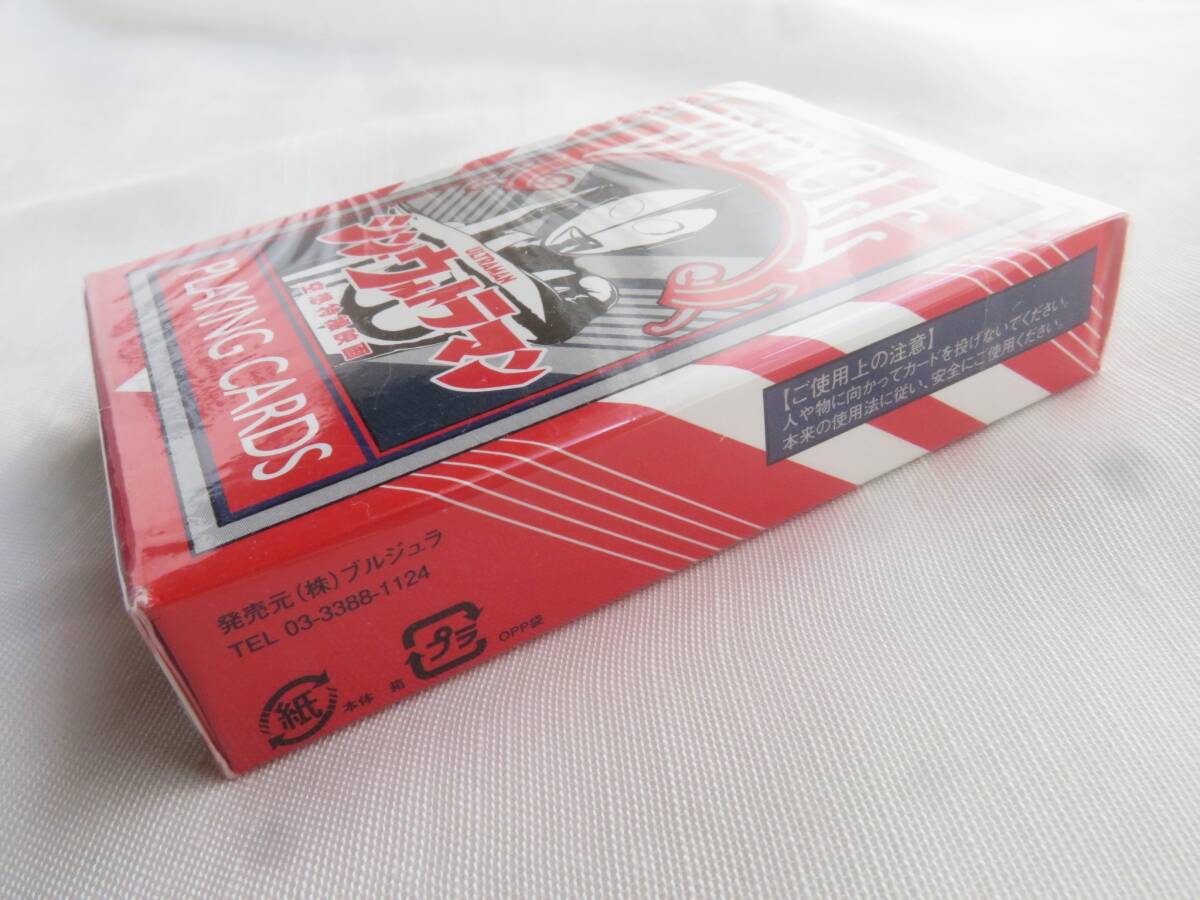 BICYCLE
ULTRAMAN
シン・ウルトラマン
空想特撮映画
PLAYING CARDS
【ご使用上の注意】
人や物に向かってカードを投げないでください。
本来の使用法に従い、安全にご使用ください。
発売元(株)ブルジュラ
TEL 03-3388-1124
紙
本体 箱
プラ
OPP袋